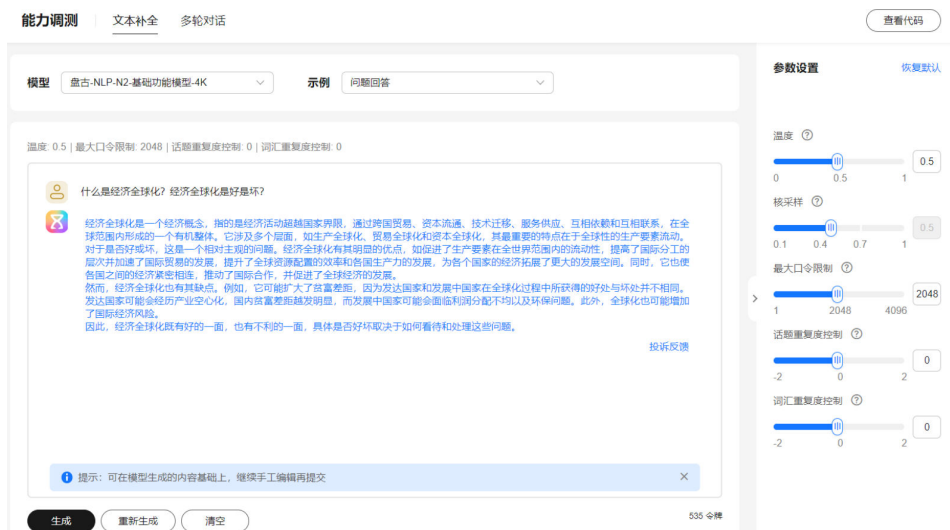 能力调测 文本补全 多轮对话 查看代码
模型 盘古-NLP-N2-基础功能模型-4K 示例 问题回答
温度: 0.5 | 最大口令限制: 2048 | 话题重复度控制: 0 | 词汇重复度控制: 0
什么是经济全球化？经济全球化是好是坏？
经济全球化是一个经济概念，指的是经济活动超越国家界限，通过跨国贸易、资本流通、技术迁移、服务供应、互相依赖和互相联系，在全
球范围内形成的一个有机整体。它涉及多个层面，如生产全球化、贸易全球化和资本全球化，其最重要的特点在于全球性的生产要素流动。
对于是否好或坏，这是一个相对主观的问题。经济全球化有其明显的优点，如促进了生产要素在全世界范围内的流动性，提高了国际分工的
层次并加速了国际贸易的发展，提升了全球资源配置的效率和各国生产力的发展，为各个国家的经济拓展了更大的发展空间。同时，它也使
各国之间的经济紧密相连，推动了国际合作，并促进了全球经济的发展。
然而，经济全球化也有其缺点。例如，它可能扩大了贫富差距，因为发达国家和发展中国家在全球化过程中所获得的好处与坏处并不相同。
发达国家可能会经历产业空心化，国内贫富差距越发明显，而发展中国家可能会面临利润分配不均以及环保问题。此外，全球化也可能增加
了国际经济风险。
因此，经济全球化既有好的一面，也有不利的一面，具体是否好坏取决于如何看待和处理这些问题。
投诉反馈
提示：可在模型生成的内容基础上，继续手工编辑再提交
生成 重新生成 清空 535 令牌
参数设置 恢复默认
温度
0.5
0 0.5 1
核采样
0.5
0.1 0.4 0.7 1
最大口令限制
2048
1 2048 4096
话题重复度控制
0
-2 0 2
词汇重复度控制
0
-2 0 2